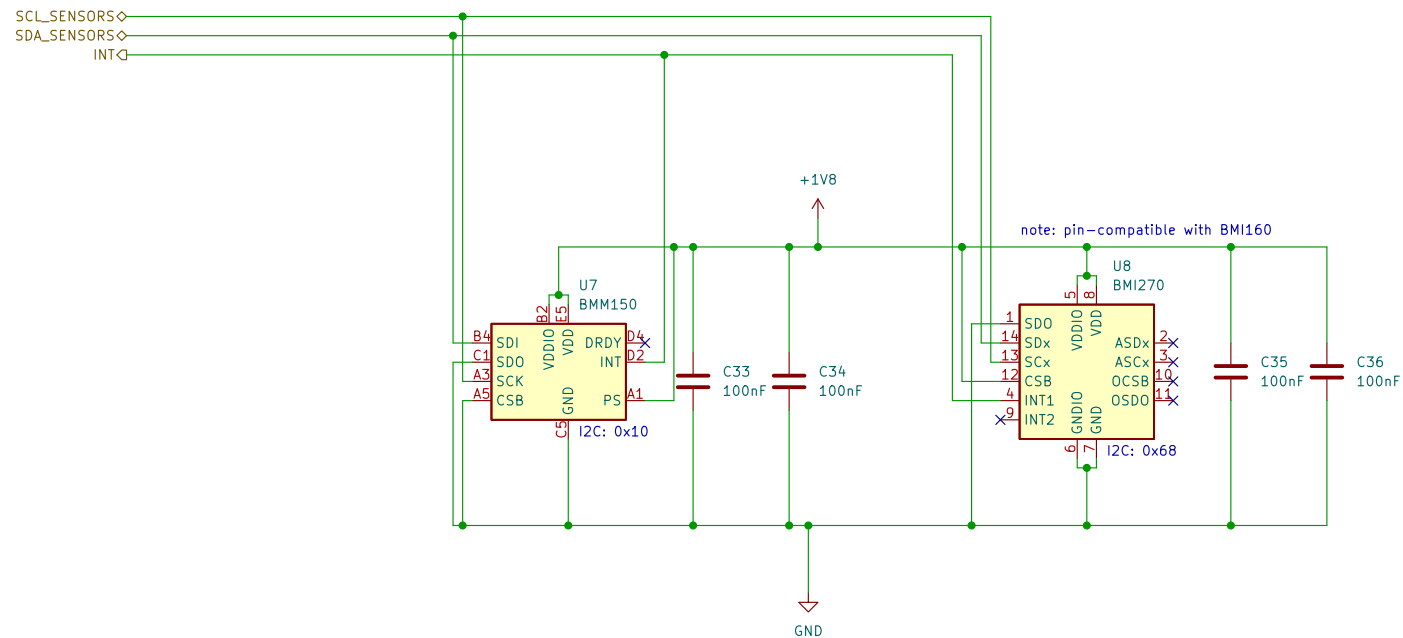 SCL_SENSORS
SDA_SENSORS
INT
+1V8
note: pin-compatible with BMI160
U7
BMM150
B2
E5
VDDIO
VDD
B4
SDI
C1
SDO
A3
SCK
A5
CSB
DRDY
D4
INT
D2
PS
A1
GND
C5
I2C: 0x10
C33
100nF
C34
100nF
U8
BMI270
5
8
VDDIO
VDD
1
SDO
14
SDx
13
SCx
12
CSB
4
INT1
9
INT2
ASDx
2
ASCx
3
OCSB
10
OSDO
11
GNDIO
GND
6
7
I2C: 0x68
C35
100nF
C36
100nF
GND